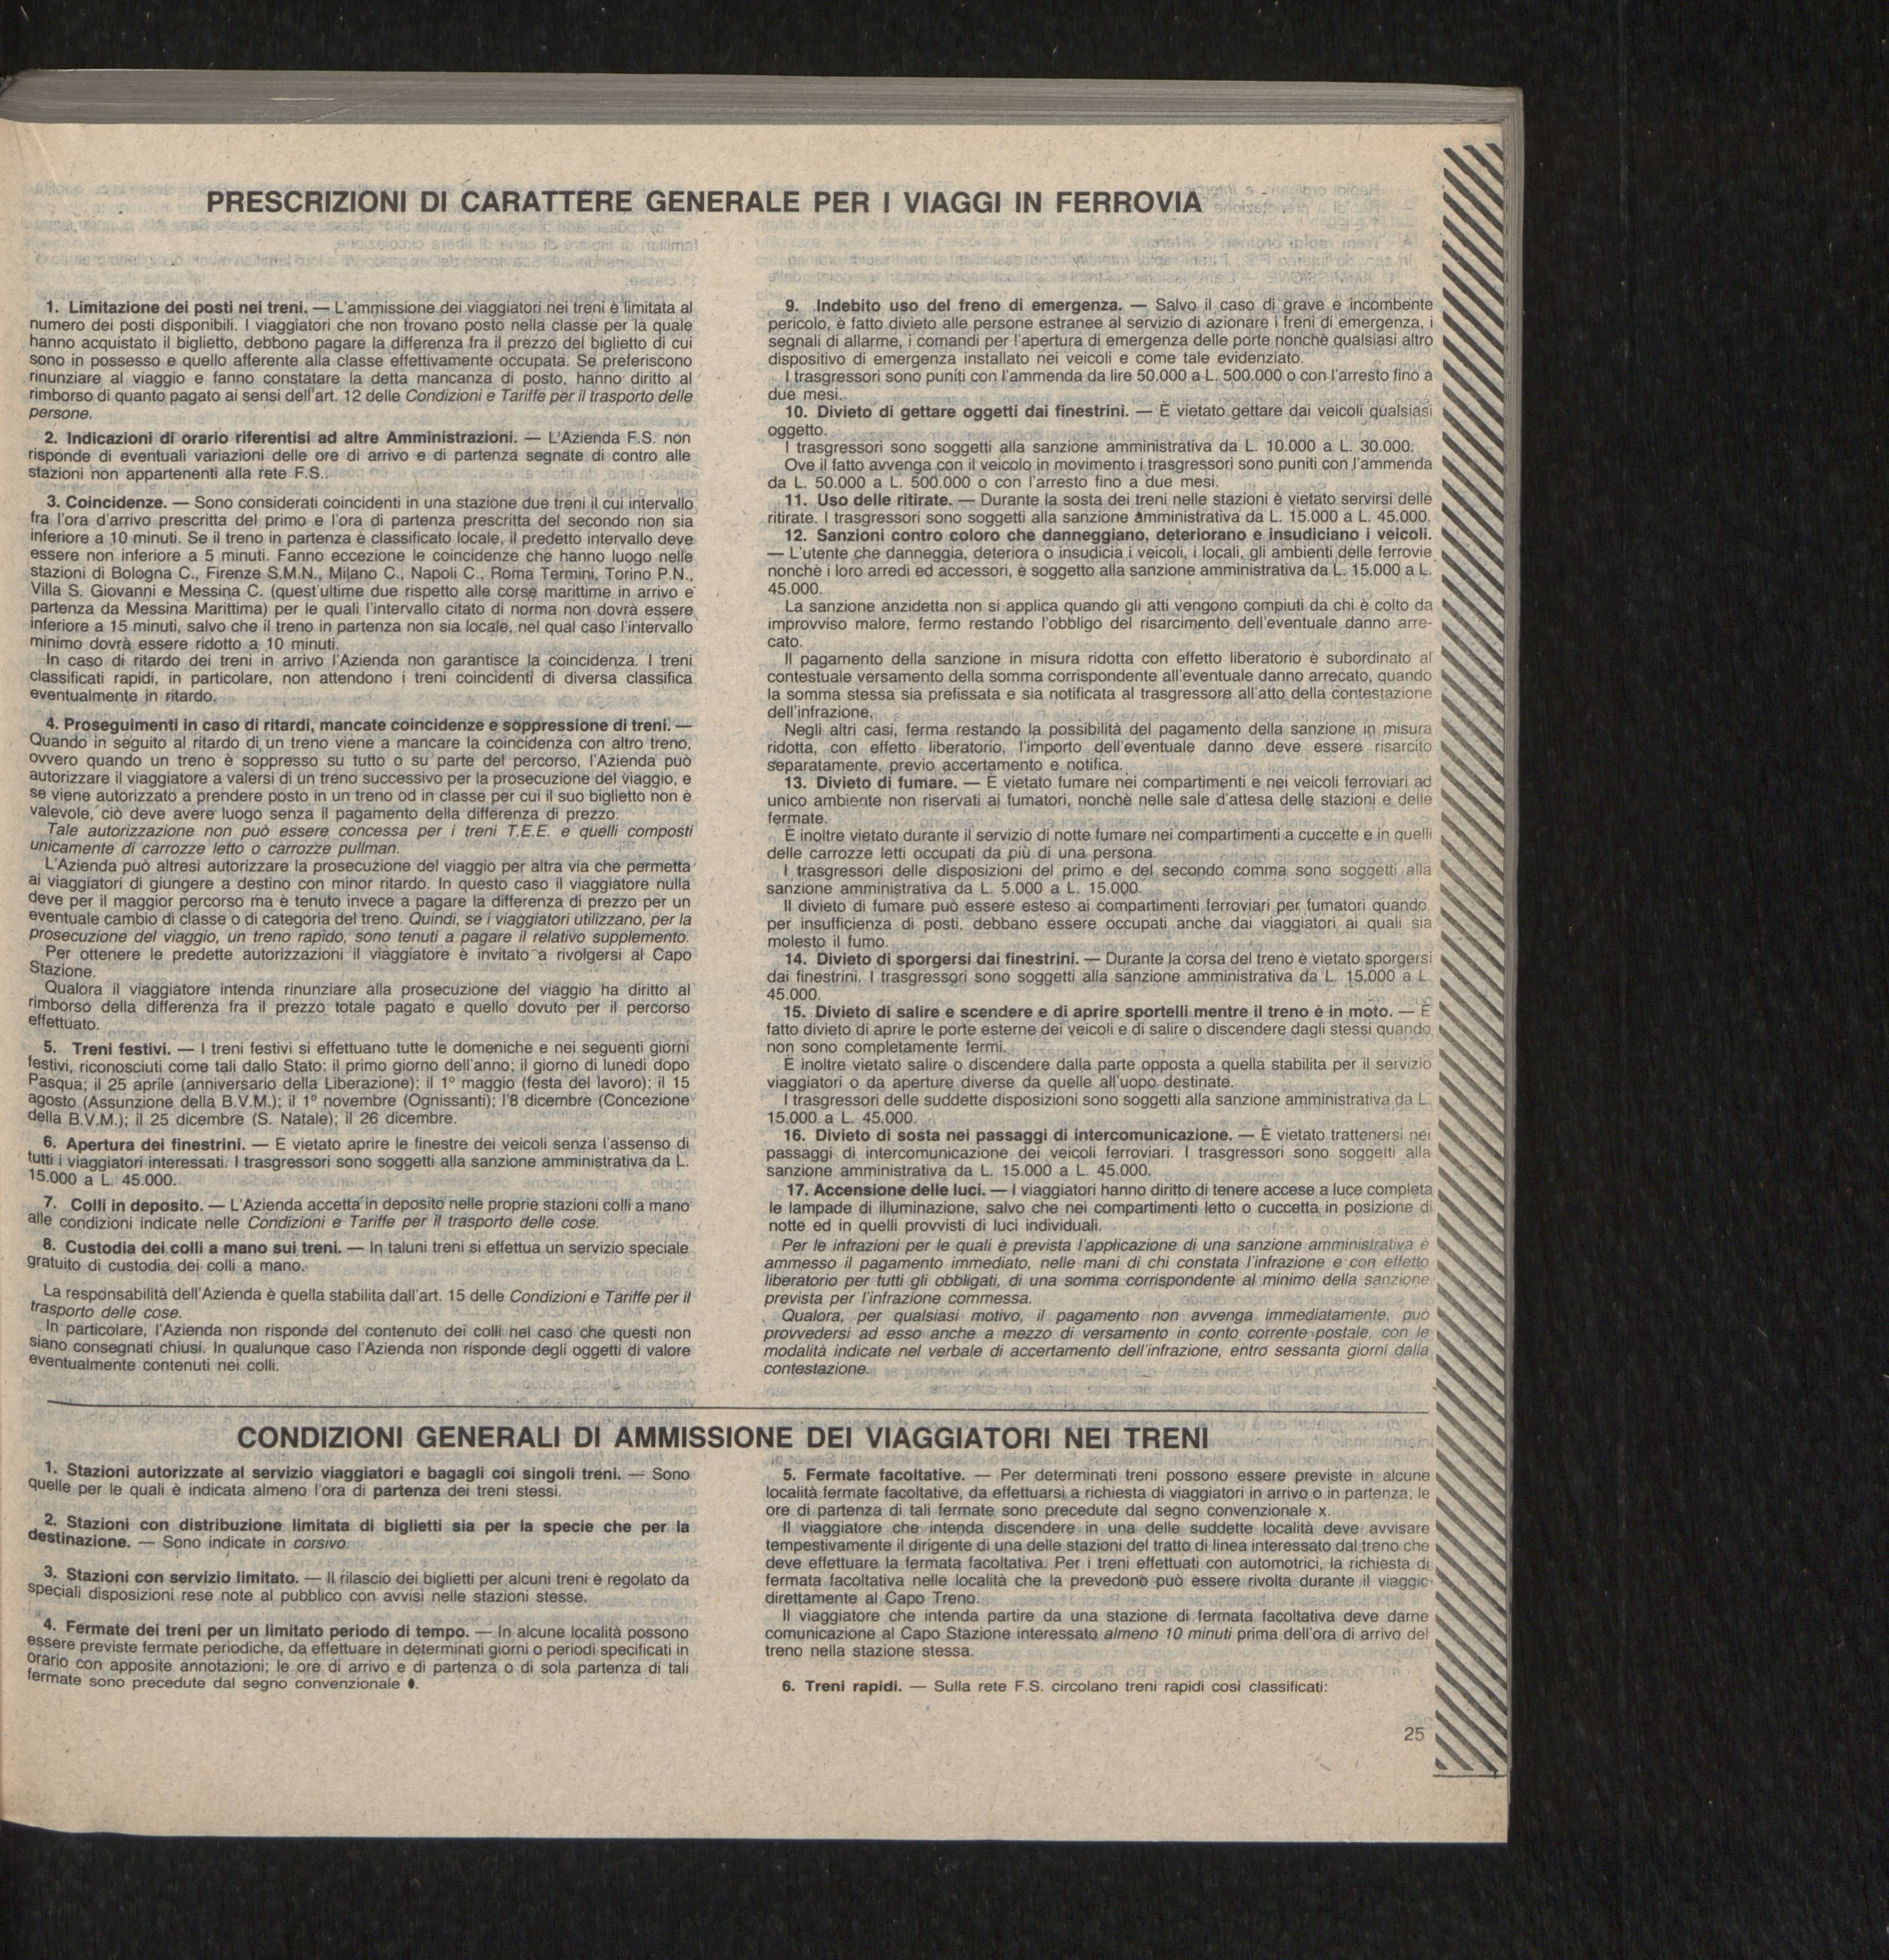 PRESCRIZIONI DI CARATTERE GENERALE PER I VIAGGI IN FERROVIA
1. Limitazione dei posti nei treni. — L'ammissione dei viaggiatori nei treni è limitata al
numero dei posti disponibili. I viaggiatori che non trovano posto nella classe per la quale
hanno acquistato il biglietto, debbono pagare la differenza fra il prezzo del biglietto di cui
sono in possesso e quello afferente alla classe effettivamente occupata. Se preferiscono
rinunziare al viaggio e fanno constatare la detta mancanza di posto, hanno diritto al
rimborso di quanto pagato ai sensi dell'art. 12 delle Condizioni e Tariffe per il trasporto delle
persone.
2. Indicazioni di orario riferentisi ad altre Amministrazioni. — L'Azienda F.S. non
risponde di eventuali variazioni delle ore di arrivo e di partenza segnate di contro alle
stazioni non appartenenti alla rete F.S..
3. Coincidenze. — Sono considerati coincidenti in una stazione due treni il cui intervallo
fra l'ora d'arrivo prescritta del primo e l'ora di partenza prescritta del secondo non sia
inferiore a 10 minuti. Se il treno in partenza è classificato locale, il predetto intervallo deve
essere non inferiore a 5 minuti. Fanno eccezione le coincidenze che hanno luogo nelle
stazioni di Bologna C., Firenze S.M.N., Milano C., Napoli C., Roma Termini, Torino P.N.,
Villa S. Giovanni e Messina C. (quest'ultime due rispetto alle corse marittime in arrivo e
partenza da Messina Marittima) per le quali l'intervallo citato di norma non dovrà essere
inferiore a 15 minuti, salvo che il treno in partenza non sia locale, nel qual caso l'intervallo
minimo dovrà essere ridotto a 10 minuti.
In caso di ritardo dei treni in arrivo l'Azienda non garantisce la coincidenza. I treni
classificati rapidi, in particolare, non attendono i treni coincidenti di diversa classifica
eventualmente in ritardo.
4. Proseguimenti in caso di ritardi, mancate coincidenze e soppressione di treni. —
Quando in seguito al ritardo di un treno viene a mancare la coincidenza con altro treno,
ovvero quando un treno è soppresso su tutto o su parte del percorso, l'Azienda può
autorizzare il viaggiatore a valersi di un treno successivo per la prosecuzione del viaggio, e
se viene autorizzato a prendere posto in un treno od in classe per cui il suo biglietto non è
valevole, ciò deve avere luogo senza il pagamento della differenza di prezzo.
Tale autorizzazione non può essere concessa per i treni T.E.E. e quelli composti
unicamente di carrozze letto o carrozze pullman.
L'Azienda può altresì autorizzare la prosecuzione del viaggio per altra via che permetta
ai viaggiatori di giungere a destino con minor ritardo. In questo caso il viaggiatore nulla
deve per il maggior percorso ma è tenuto invece a pagare la differenza di prezzo per un
eventuale cambio di classe o di categoria del treno. Quindi, se i viaggiatori utilizzano, per la
prosecuzione del viaggio, un treno rapido, sono tenuti a pagare il relativo supplemento.
Per ottenere le predette autorizzazioni il viaggiatore è invitato a rivolgersi al Capo
Stazione.
Qualora il viaggiatore intenda rinunziare alla prosecuzione del viaggio ha diritto al
rimborso della differenza fra il prezzo totale pagato e quello dovuto per il percorso
effettuato.
5. Treni festivi. — I treni festivi si effettuano tutte le domeniche e nei seguenti giorni
festivi, riconosciuti come tali dallo Stato: il primo giorno dell'anno; il giorno di lunedì dopo
Pasqua; il 25 aprile (anniversario della Liberazione); il 1° maggio (festa del lavoro); il 15
agosto (Assunzione della B.V.M.); il 1° novembre (Ognissanti); l'8 dicembre (Concezione
della B.V.M.); il 25 dicembre (S. Natale); il 26 dicembre.
6. Apertura dei finestrini. — È vietato aprire le finestre dei veicoli senza l'assenso di
tutti i viaggiatori interessati. I trasgressori sono soggetti alla sanzione amministrativa da L.
15.000 a L. 45.000.
7. Colli in deposito. — L'Azienda accetta in deposito nelle proprie stazioni colli a mano
alle condizioni indicate nelle Condizioni e Tariffe per il trasporto delle cose.
8. Custodia dei colli a mano sui treni. — In taluni treni si effettua un servizio speciale
gratuito di custodia dei colli a mano.
La responsabilità dell'Azienda è quella stabilita dall'art. 15 delle Condizioni e Tariffe per il
trasporto delle cose.
In particolare, l'Azienda non risponde del contenuto dei colli nel caso che questi non
siano consegnati chiusi. In qualunque caso l'Azienda non risponde degli oggetti di valore
eventualmente contenuti nei colli.
9. Indebito uso del freno di emergenza. — Salvo il caso di grave e incombente
pericolo, è fatto divieto alle persone estranee al servizio di azionare i freni di emergenza, i
segnali di allarme, i comandi per l'apertura di emergenza delle porte nonchè qualsiasi altro
dispositivo di emergenza installato nei veicoli e come tale evidenziato.
I trasgressori sono puniti con l'ammenda da lire 50.000 a L. 500.000 o con l'arresto fino a
due mesi.
10. Divieto di gettare oggetti dai finestrini. — È vietato gettare dai veicoli qualsiasi
oggetto.
I trasgressori sono soggetti alla sanzione amministrativa da L. 10.000 a L. 30.000.
Ove il fatto avvenga con il veicolo in movimento i trasgressori sono puniti con l'ammenda
da L. 50.000 a L. 500.000 o con l'arresto fino a due mesi.
11. Uso delle ritirate. — Durante la sosta dei treni nelle stazioni è vietato servirsi delle
ritirate. I trasgressori sono soggetti alla sanzione amministrativa da L. 15.000 a L. 45.000.
12. Sanzioni contro coloro che danneggiano, deteriorano e insudiciano i veicoli.
— L'utente che danneggia, deteriora o insudicia i veicoli, i locali, gli ambienti delle ferrovie
nonchè i loro arredi ed accessori, è soggetto alla sanzione amministrativa da L. 15.000 a L.
45.000.
La sanzione anzidetta non si applica quando gli atti vengono compiuti da chi è colto da
improvviso malore, fermo restando l'obbligo del risarcimento dell'eventuale danno arre-
cato.
Il pagamento della sanzione in misura ridotta con effetto liberatorio è subordinato al
contestuale versamento della somma corrispondente all'eventuale danno arrecato, quando
la somma stessa sia prefissata e sia notificata al trasgressore all'atto della contestazione
dell'infrazione.
Negli altri casi, ferma restando la possibilità del pagamento della sanzione in misura
ridotta, con effetto liberatorio, l'importo dell'eventuale danno deve essere risarcito
separatamente, previo accertamento e notifica.
13. Divieto di fumare. — È vietato fumare nei compartimenti e nei veicoli ferroviari ad
unico ambiente non riservati ai fumatori, nonchè nelle sale d'attesa delle stazioni e delle
fermate.
È inoltre vietato durante il servizio di notte fumare nei compartimenti a cuccette e in quelli
delle carrozze letti occupati da più di una persona.
I trasgressori delle disposizioni del primo e del secondo comma sono soggetti alla
sanzione amministrativa da L. 5.000 a L. 15.000.
Il divieto di fumare può essere esteso ai compartimenti ferroviari per fumatori quando,
per insufficienza di posti, debbano essere occupati anche dai viaggiatori ai quali sia
molesto il fumo.
14. Divieto di sporgersi dai finestrini. — Durante la corsa del treno è vietato sporgersi
dai finestrini. I trasgressori sono soggetti alla sanzione amministrativa da L. 15.000 a L.
45.000.
15. Divieto di salire e scendere e di aprire sportelli mentre il treno è in moto. — È
fatto divieto di aprire le porte esterne dei veicoli e di salire o discendere dagli stessi quando
non sono completamente fermi.
È inoltre vietato salire o discendere dalla parte opposta a quella stabilita per il servizio
viaggiatori o da aperture diverse da quelle all'uopo destinate.
I trasgressori delle suddette disposizioni sono soggetti alla sanzione amministrativa da L.
15.000 a L. 45.000.
16. Divieto di sosta nei passaggi di intercomunicazione. — È vietato trattenersi nei
passaggi di intercomunicazione dei veicoli ferroviari. I trasgressori sono soggetti alla
sanzione amministrativa da L. 15.000 a L. 45.000.
17. Accensione delle luci. — I viaggiatori hanno diritto di tenere accese a luce completa
le lampade di illuminazione, salvo che nei compartimenti letto o cuccetta in posizione di
notte ed in quelli provvisti di luci individuali.
Per le infrazioni per le quali è prevista l'applicazione di una sanzione amministrativa è
ammesso il pagamento immediato, nelle mani di chi constata l'infrazione e con effetto
liberatorio per tutti gli obbligati, di una somma corrispondente al minimo della sanzione
prevista per l'infrazione commessa.
Qualora, per qualsiasi motivo, il pagamento non avvenga immediatamente, può
provvedersi ad esso anche a mezzo di versamento in conto corrente postale, con le
modalità indicate nel verbale di accertamento dell'infrazione, entro sessanta giorni dalla
contestazione.
CONDIZIONI GENERALI DI AMMISSIONE DEI VIAGGIATORI NEI TRENI
1. Stazioni autorizzate al servizio viaggiatori e bagagli coi singoli treni. — Sono
quelle per le quali è indicata almeno l'ora di partenza dei treni stessi.
2. Stazioni con distribuzione limitata di biglietti sia per la specie che per la
destinazione. — Sono indicate in corsivo.
3. Stazioni con servizio limitato. — Il rilascio dei biglietti per alcuni treni è regolato da
speciali disposizioni rese note al pubblico con avvisi nelle stazioni stesse.
4. Fermate dei treni per un limitato periodo di tempo. — In alcune località possono
essere previste fermate periodiche, da effettuare in determinati giorni o periodi specificati in
orario con apposite annotazioni; le ore di arrivo e di partenza o di sola partenza di tali
fermate sono precedute dal segno convenzionale ⬮.
5. Fermate facoltative. — Per determinati treni possono essere previste in alcune
località fermate facoltative, da effettuarsi a richiesta di viaggiatori in arrivo o in partenza; le
ore di partenza di tali fermate sono precedute dal segno convenzionale x.
Il viaggiatore che intenda discendere in una delle suddette località deve avvisare
tempestivamente il dirigente di una delle stazioni del tratto di linea interessato dal treno che
deve effettuare la fermata facoltativa. Per i treni effettuati con automotrici, la richiesta di
fermata facoltativa nelle località che la prevedono può essere rivolta durante il viaggio
direttamente al Capo Treno.
Il viaggiatore che intenda partire da una stazione di fermata facoltativa deve darne
comunicazione al Capo Stazione interessato almeno 10 minuti prima dell'ora di arrivo del
treno nella stazione stessa.
6. Treni rapidi. — Sulla rete F.S. circolano treni rapidi così classificati:
25